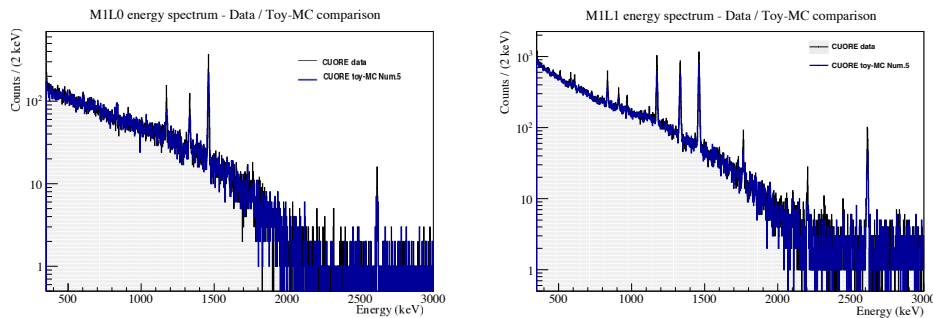 M1L0 energy spectrum - Data / Toy-MC comparison
Counts / (2 keV)
CUORE data
CUORE toy-MC Num.5
10²
10
1
500 1000 1500 2000 2500 3000
Energy (keV)
M1L1 energy spectrum - Data / Toy-MC comparison
Counts / (2 keV)
CUORE data
CUORE toy-MC Num.5
10³
10²
10
1
500 1000 1500 2000 2500 3000
Energy (keV)